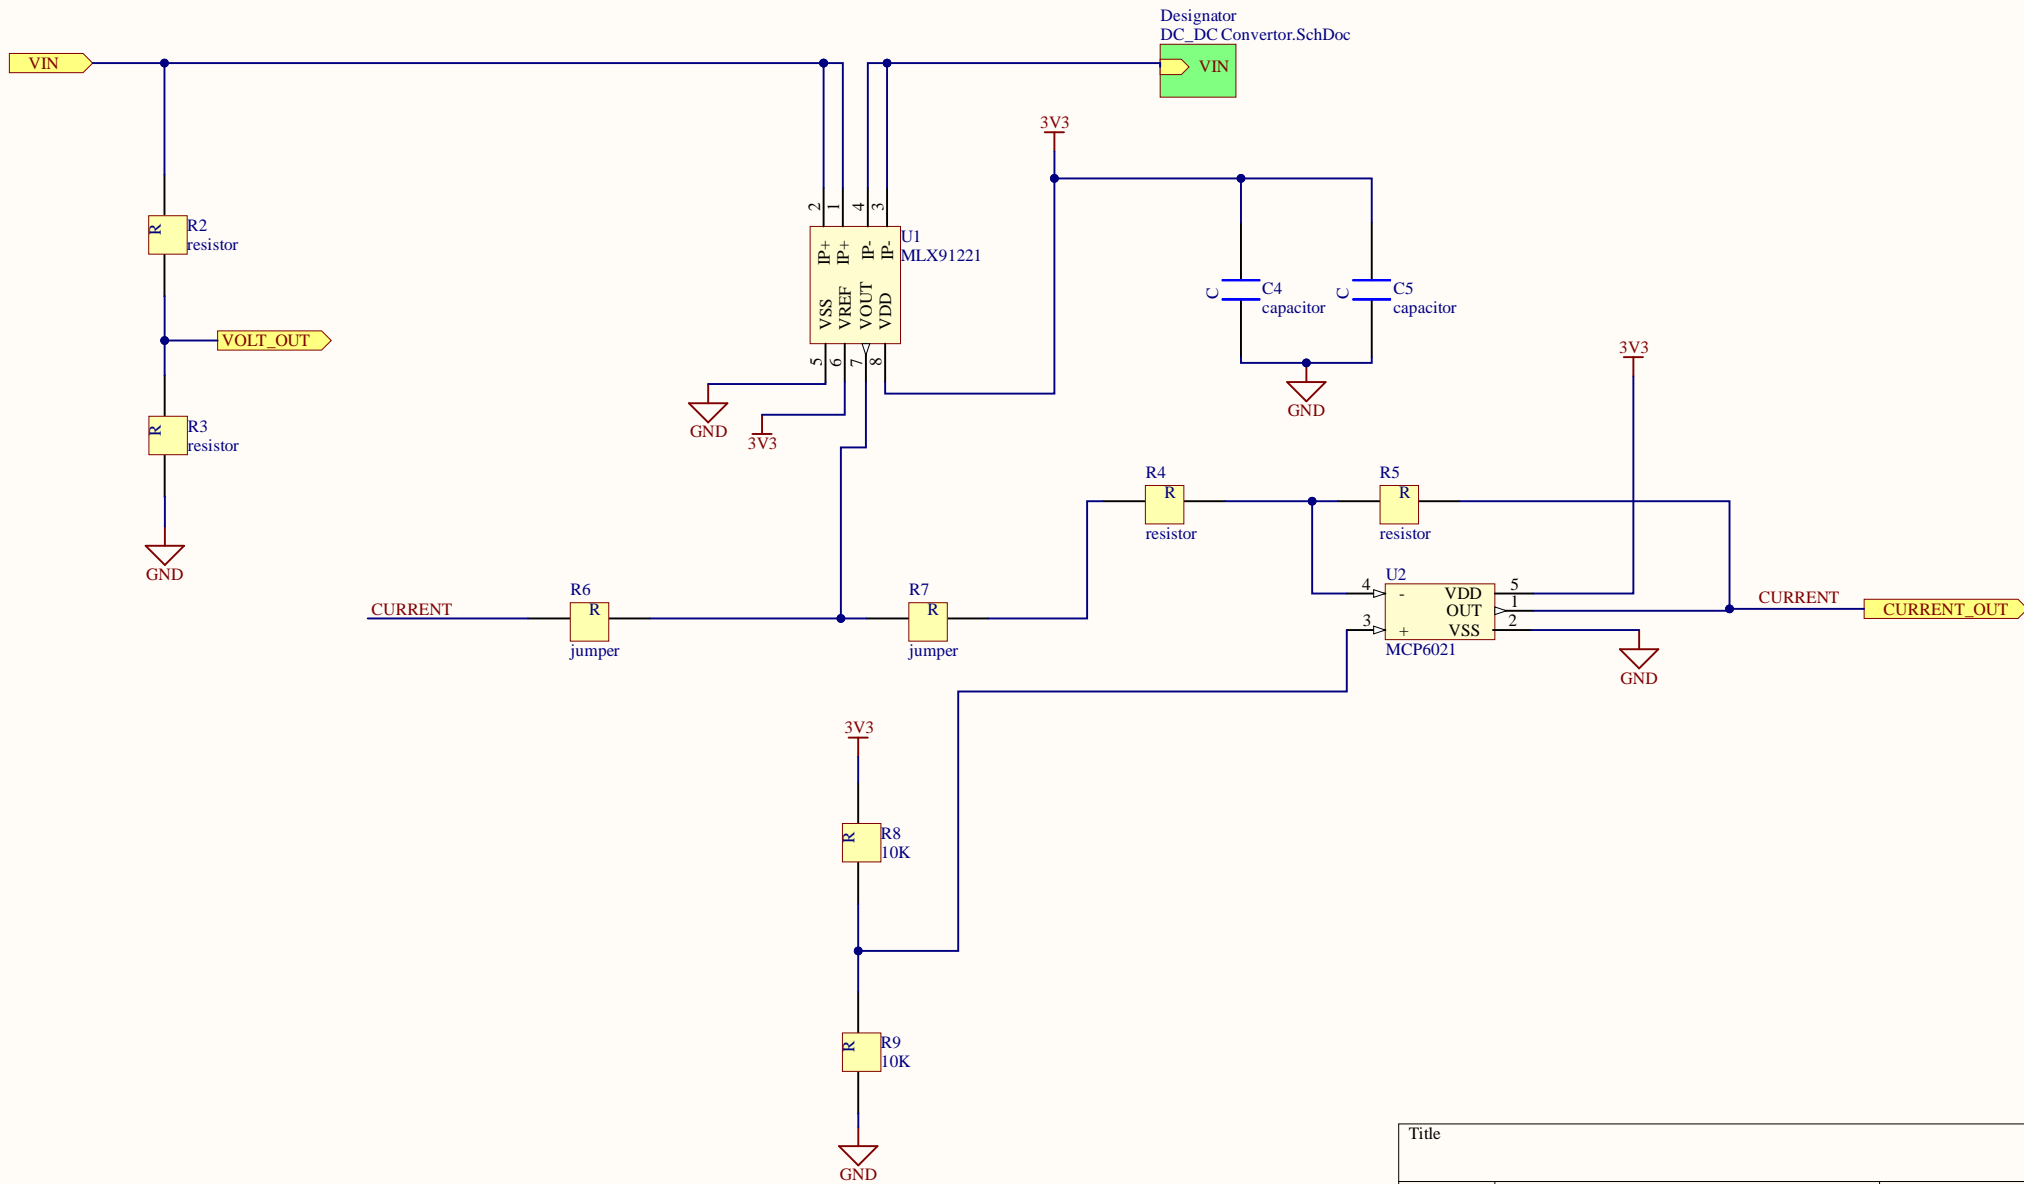 Designator
DC_DC Convertor.SchDoc
VIN
VIN
3V3
2
1
4
3
R
R2
resistor
U1
MLX91221
IP+
IP+
IP-
IP-
VSS
VREF
VOUT
VDD
C
C4
capacitor
C
C5
capacitor
VOLT_OUT
5
6
7
8
3V3
GND
GND
3V3
R
R3
resistor
R4
R
resistor
R5
R
resistor
GND
R6
R
jumper
R7
R
jumper
CURRENT
U2
4
-
VDD
5
OUT
1
3
+
VSS
2
MCP6021
CURRENT
CURRENT_OUT
GND
3V3
R
R8
10K
R
R9
10K
GND
Title